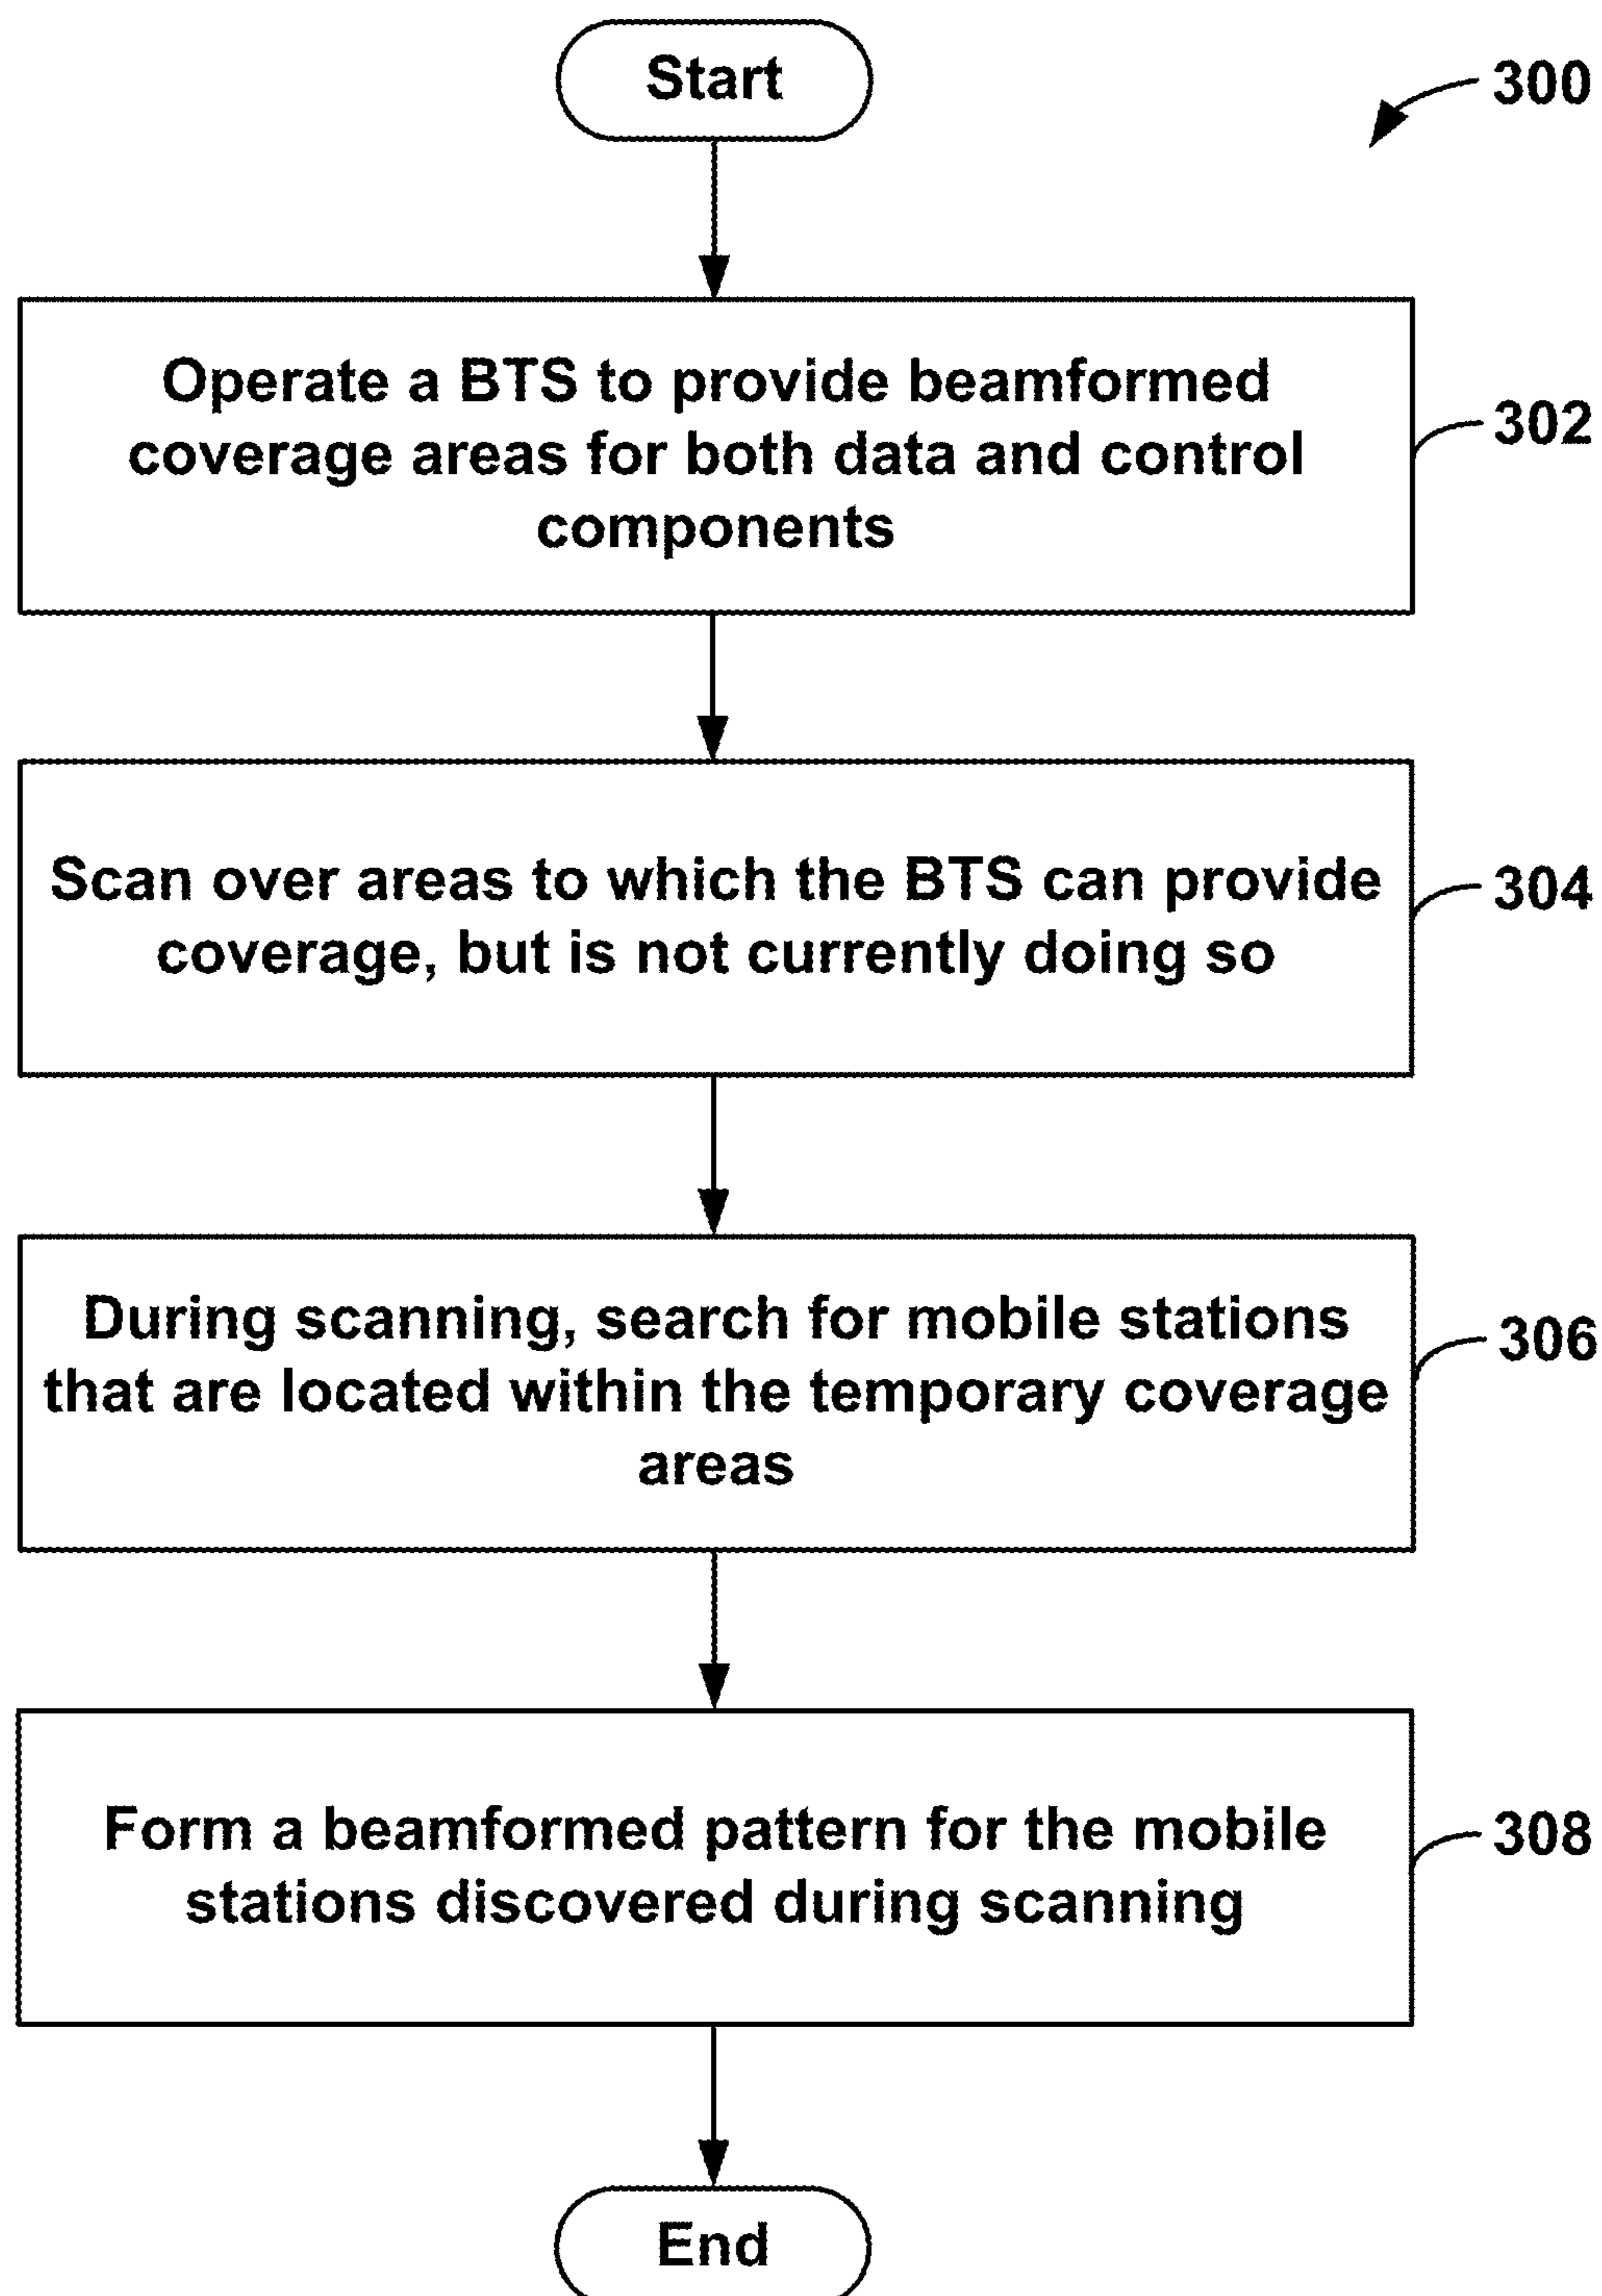 Start
300
Operate a BTS to provide beamformed
coverage areas for both data and control
components
302
Scan over areas to which the BTS can provide
coverage, but is not currently doing so
304
During scanning, search for mobile stations
that are located within the temporary coverage
areas
306
Form a beamformed pattern for the mobile
stations discovered during scanning
308
End